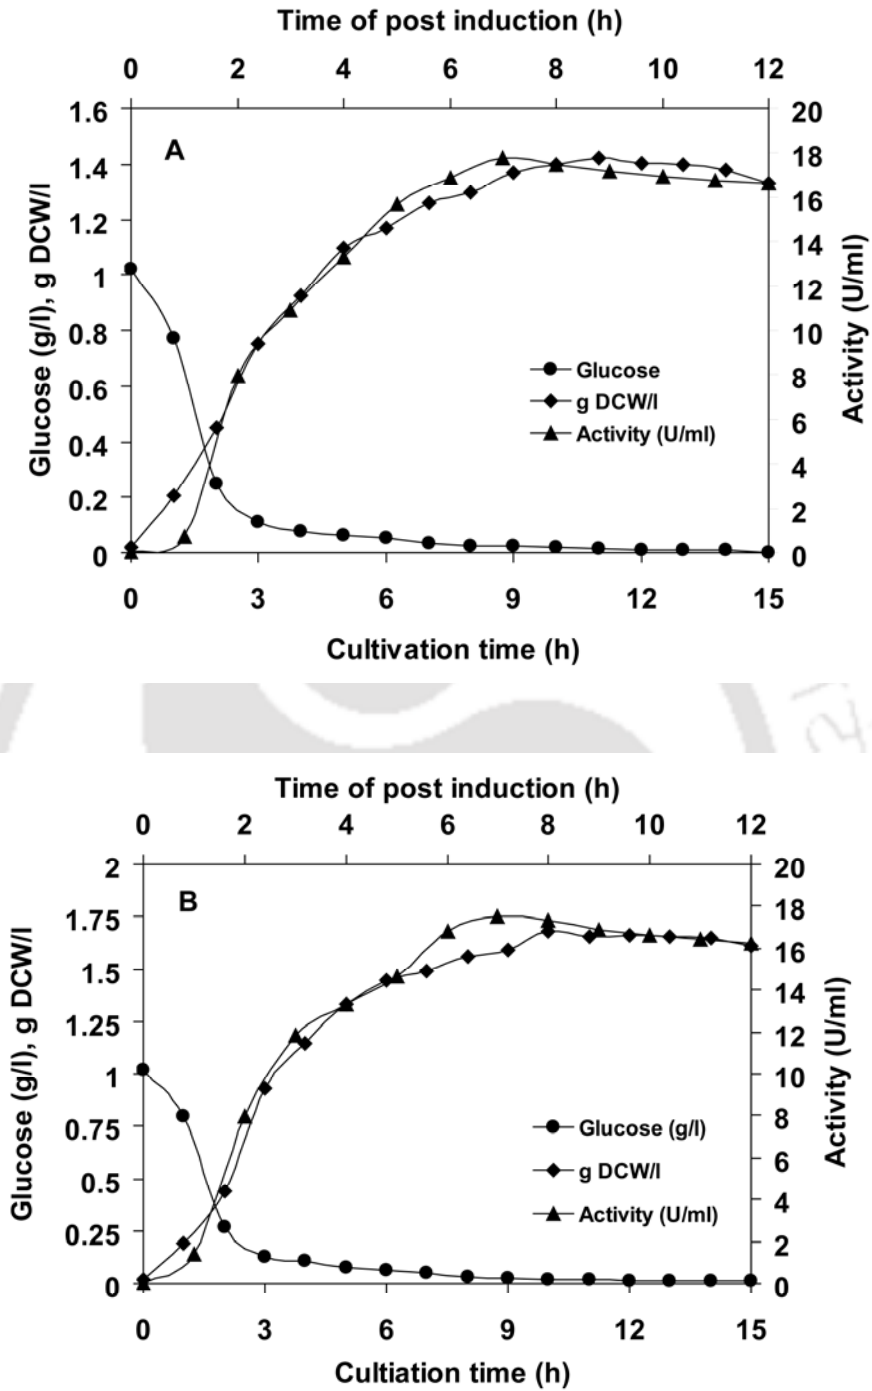 Time of post induction (h)
0 2 4 6 8 10 12
A
1.6
1.4
1.2
1
0.8
0.6
0.4
0.2
0
Glucose (g/l), g DCW/l
20
18
16
14
12
10
8
6
4
2
0
Activity (U/ml)
Glucose
g DCW/l
Activity (U/ml)
0 3 6 9 12 15
Cultivation time (h)
Time of post induction (h)
0 2 4 6 8 10 12
B
2
1.75
1.5
1.25
1
0.75
0.5
0.25
0
Glucose (g/l), g DCW/l
20
18
16
14
12
10
8
6
4
2
0
Activity (U/ml)
Glucose (g/l)
g DCW/l
Activity (U/ml)
0 3 6 9 12 15
Cultiation time (h)